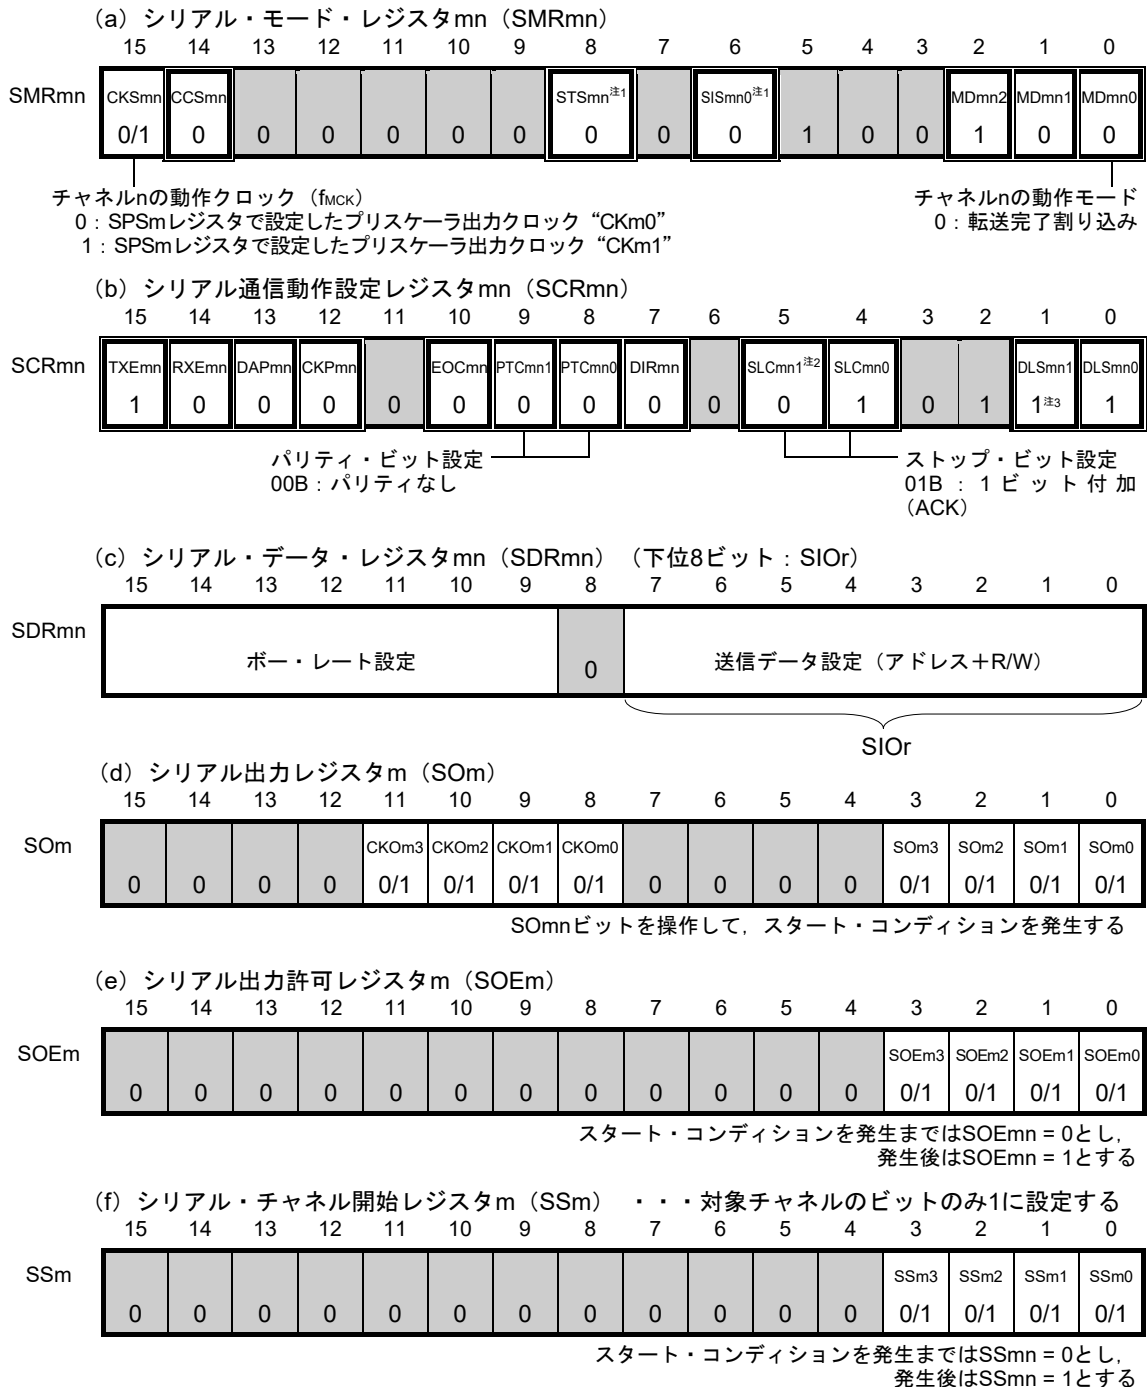 (a) シリアル・モード・レジスタmn（SMRmn）
15 14 13 12 11 10 9 8 7 6 5 4 3 2 1 0
SMRmn CKSmn CCSmn STSmn注1 SISmn0注1 MDmn2 MDmn1 MDmn0
0/1 0 0 0 0 0 0 0 0 0 1 0 0 1 0 0
チャネルnの動作クロック（fMCK）
0：SPSmレジスタで設定したプリスケーラ出力クロック“CKm0”
1：SPSmレジスタで設定したプリスケーラ出力クロック“CKm1”
チャネルnの動作モード
0：転送完了割り込み
(b) シリアル通信動作設定レジスタmn（SCRmn）
15 14 13 12 11 10 9 8 7 6 5 4 3 2 1 0
SCRmn TXEmn RXEmn DAPmn CKPmn EOCmn PTCmn1 PTCmn0 DIRmn SLCmn1注2 SLCmn0 DLSmn1 DLSmn0
1 0 0 0 0 0 0 0 0 0 0 1 0 1 1注3 1
パリティ・ビット設定
00B：パリティなし
ストップ・ビット設定
01B：1ビット付加
（ACK）
(c) シリアル・データ・レジスタmn（SDRmn）（下位8ビット：SIOr）
15 14 13 12 11 10 9 8 7 6 5 4 3 2 1 0
SDRmn
ボー・レート設定 0 送信データ設定（アドレス＋R/W）
SIOr
(d) シリアル出力レジスタm（SOm）
15 14 13 12 11 10 9 8 7 6 5 4 3 2 1 0
SOm CKOm3 CKOm2 CKOm1 CKOm0 SOm3 SOm2 SOm1 SOm0
0 0 0 0 0/1 0/1 0/1 0/1 0 0 0 0 0/1 0/1 0/1 0/1
SOmnビットを操作して，スタート・コンディションを発生する
(e) シリアル出力許可レジスタm（SOEm）
15 14 13 12 11 10 9 8 7 6 5 4 3 2 1 0
SOEm SOEm3 SOEm2 SOEm1 SOEm0
0 0 0 0 0 0 0 0 0 0 0 0 0/1 0/1 0/1 0/1
スタート・コンディションを発生まではSOEmn = 0とし，
発生後はSOEmn = 1とする
(f) シリアル・チャネル開始レジスタm（SSm） ・・・対象チャネルのビットのみ1に設定する
15 14 13 12 11 10 9 8 7 6 5 4 3 2 1 0
SSm SSm3 SSm2 SSm1 SSm0
0 0 0 0 0 0 0 0 0 0 0 0 0/1 0/1 0/1 0/1
スタート・コンディションを発生まではSSmn = 0とし，
発生後はSSmn = 1とする